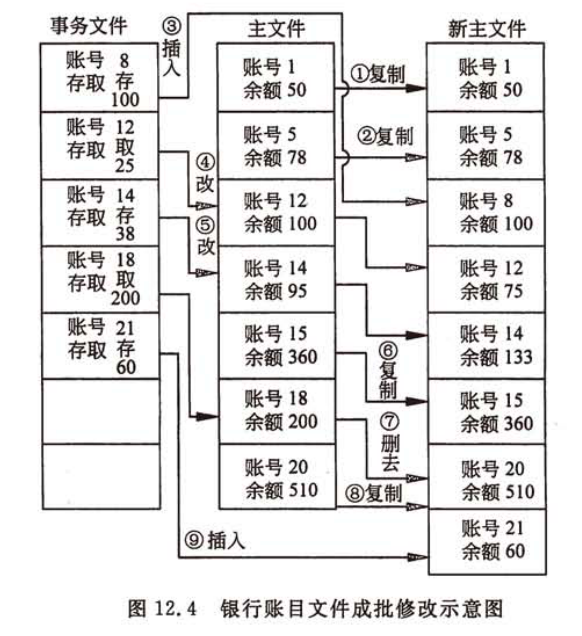 事务文件
账号 8
存取 存
100
账号 12
存取 取
25
账号 14
存取 存
38
账号 18
存取 取
200
账号 21
存取 存
60
③
插
入
④
改
⑤
改
主文件
账号 1
余额 50
账号 5
余额 78
账号 12
余额 100
账号 14
余额 95
账号 15
余额 360
账号 18
余额 200
账号 20
余额 510
①复制
②复制
⑥
复
制
⑦
删
去
⑧复制
⑨插入
新主文件
账号 1
余额 50
账号 5
余额 78
账号 8
余额 100
账号 12
余额 75
账号 14
余额 133
账号 15
余额 360
账号 20
余额 510
账号 21
余额 60
图 12.4 银行账目文件成批修改示意图